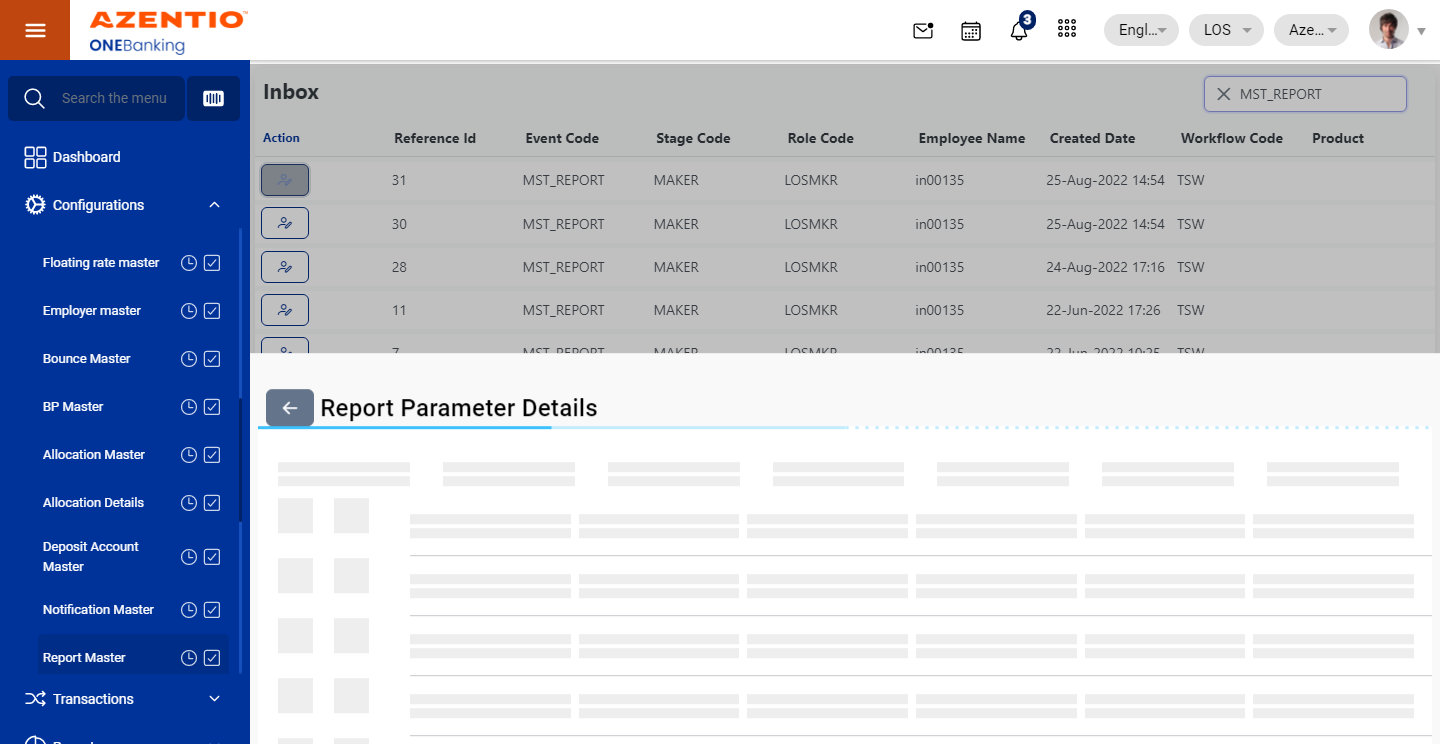 AZENTIO™
ONEBanking
3
Engl...
LOS
Aze...
Search the menu
Dashboard
Configurations
Floating rate master
Employer master
Bounce Master
BP Master
Allocation Master
Allocation Details
Deposit Account
Master
Notification Master
Report Master
Transactions
Inbox
MST_REPORT
Action Reference Id Event Code Stage Code Role Code Employee Name Created Date Workflow Code Product
31 MST_REPORT MAKER LOSMKR in00135 25-Aug-2022 14:54 TSW
30 MST_REPORT MAKER LOSMKR in00135 25-Aug-2022 14:54 TSW
28 MST_REPORT MAKER LOSMKR in00135 24-Aug-2022 17:16 TSW
11 MST_REPORT MAKER LOSMKR in00135 22-Jun-2022 17:26 TSW
7 MST_REPORT MAKER LOSMKR in00135 22-Jun-2022 TSW
Report Parameter Details